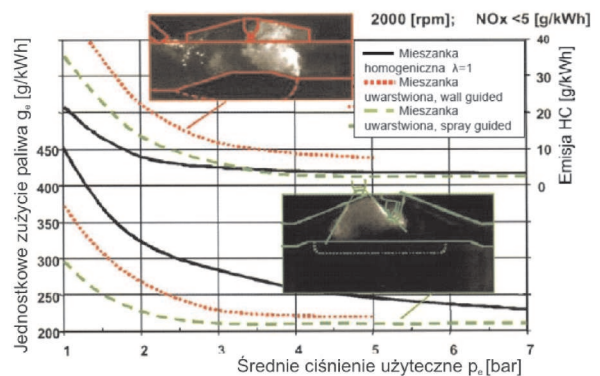 2000 [rpm]; NOx <5 [g/kWh]
Mieszanka
homogeniczna λ=1
Mieszanka
uwarstwiona, wall guided
Mieszanka
uwarstwiona, spray guided
Jednostkowe zużycie paliwa gₑ [g/kWh]
450
400
350
300
250
200
40
30
20
10
0
Emisja HC [g/kWh]
1 2 3 4 5 6 7
Średnie ciśnienie użyteczne pₑ [bar]